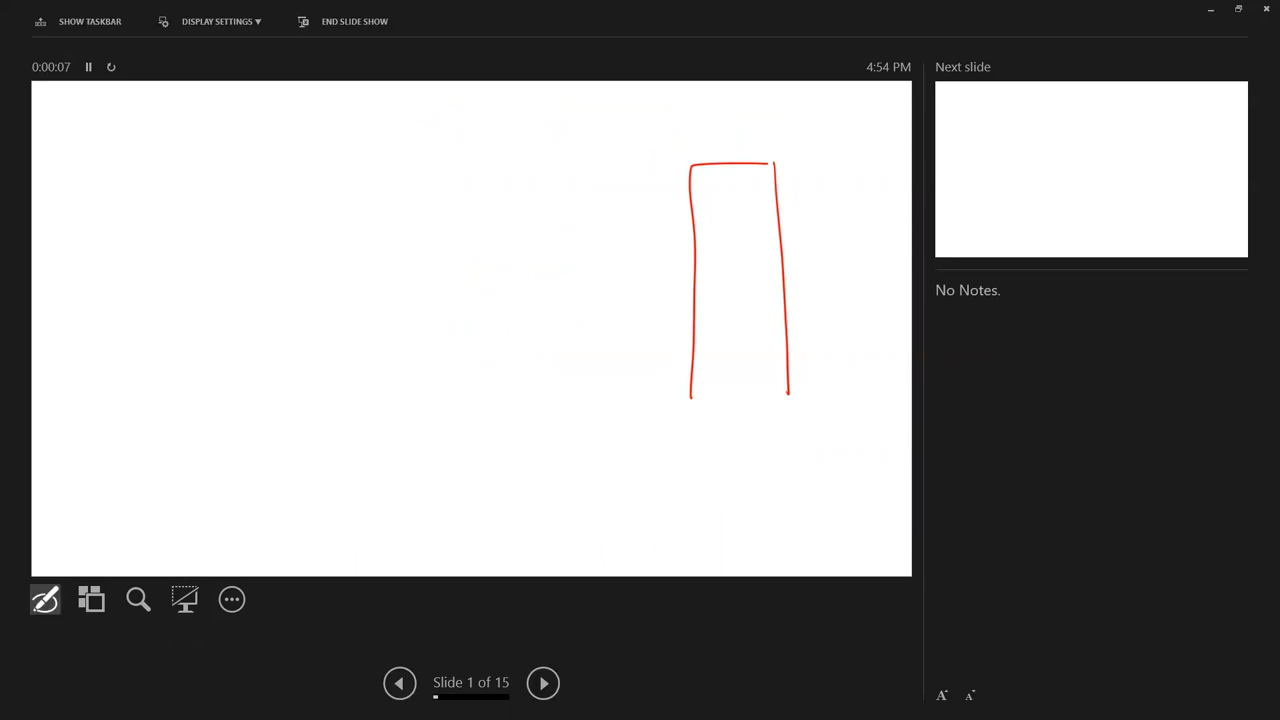 SHOW TASKBAR DISPLAY SETTINGS ▼ END SLIDE SHOW
0:00:07 4:54 PM Next slide
No Notes.
Slide 1 of 15
A A